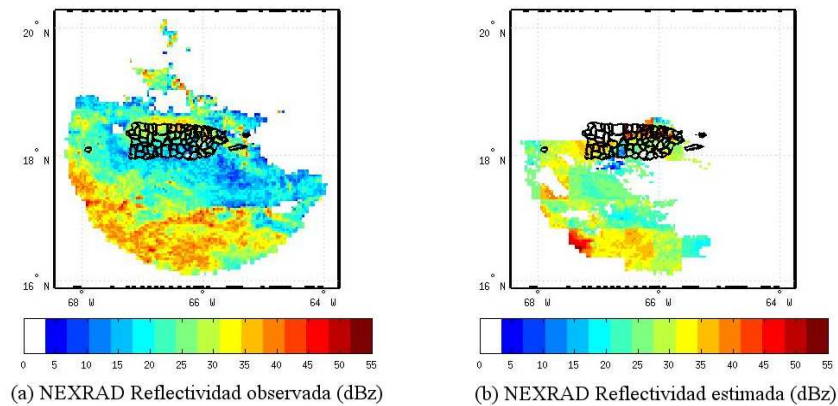 20 ° N
18 ° N
16 ° N
68 ° W
66 ° W
64 ° W
0 5 10 15 20 25 30 35 40 45 50 55
(a) NEXRAD Reflectividad observada (dBz)
20 ° N
18 ° N
16 ° N
68 ° W
66 ° W
64 ° W
0 5 10 15 20 25 30 35 40 45 50 55
(b) NEXRAD Reflectividad estimada (dBz)